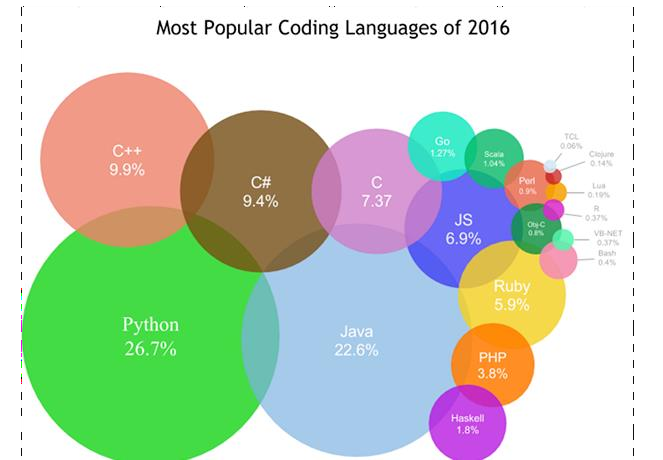 Most Popular Coding Languages of 2016
C++
9.9%
C#
9.4%
C
7.37
Go
1.27%
Scala
1.04%
TCL
0.06%
Clojure
0.14%
Perl
0.9%
Lua
0.19%
R
0.37%
JS
6.9%
Obj-C
0.8%
VB-NET
0.37%
Bash
0.4%
Ruby
5.9%
Python
26.7%
Java
22.6%
PHP
3.8%
Haskell
1.8%